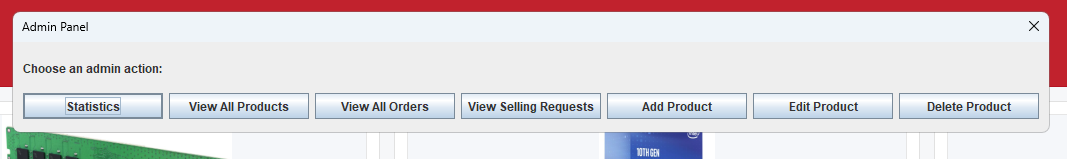 Admin Panel
Choose an admin action:
Statistics View All Products View All Orders View Selling Requests Add Product Edit Product Delete Product
10TH GEN